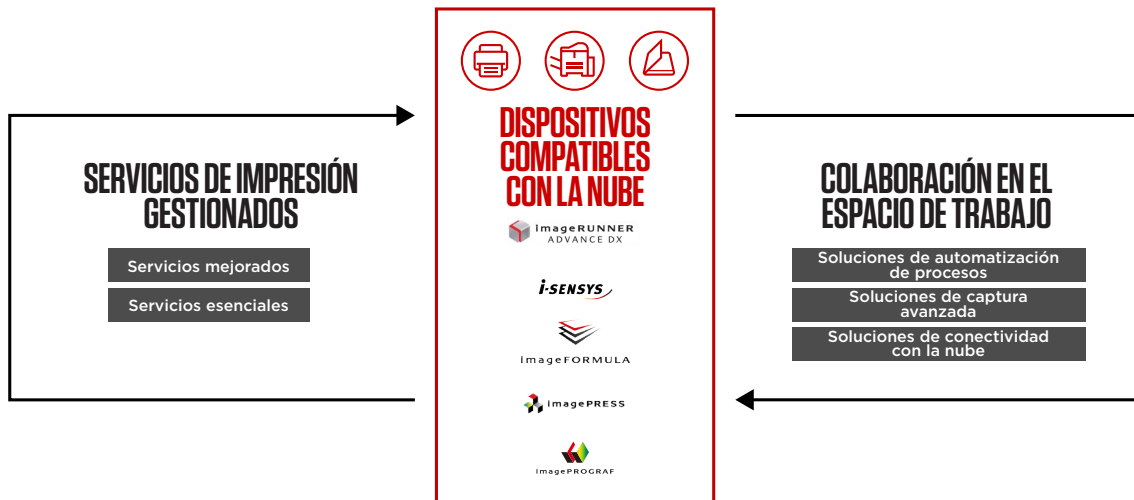 SERVICIOS DE IMPRESIÓN
GESTIONADOS
Servicios mejorados
Servicios esenciales
DISPOSITIVOS
COMPATIBLES
CON LA NUBE
imageRUNNER
ADVANCE DX
i-SENSYS
imageFORMULA
imagePRESS
imagePROGRAF
COLABORACIÓN EN EL
ESPACIO DE TRABAJO
Soluciones de automatización
de procesos
Soluciones de captura
avanzada
Soluciones de conectividad
con la nube